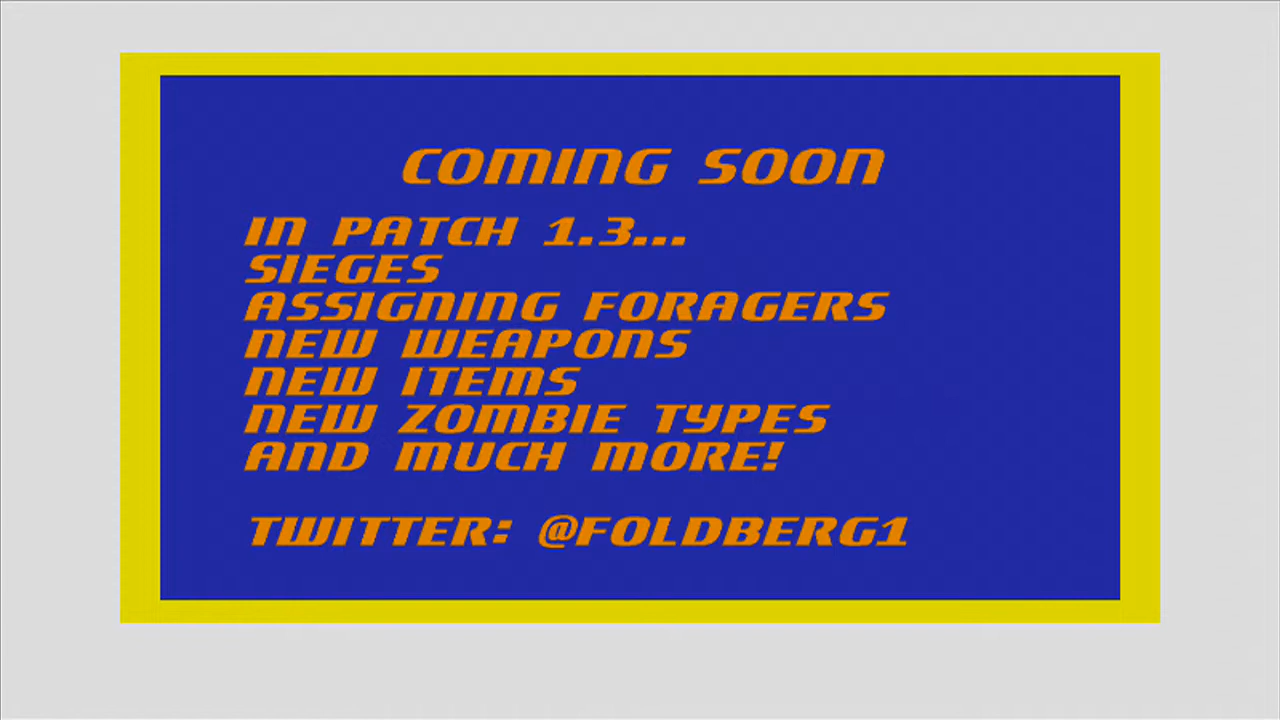 COMING SOON
IN PATCH 1.3...
SIEGES
ASSIGNING FORAGERS
NEW WEAPONS
NEW ITEMS
NEW ZOMBIE TYPES
AND MUCH MORE!
TWITTER: @FOLDBERG1